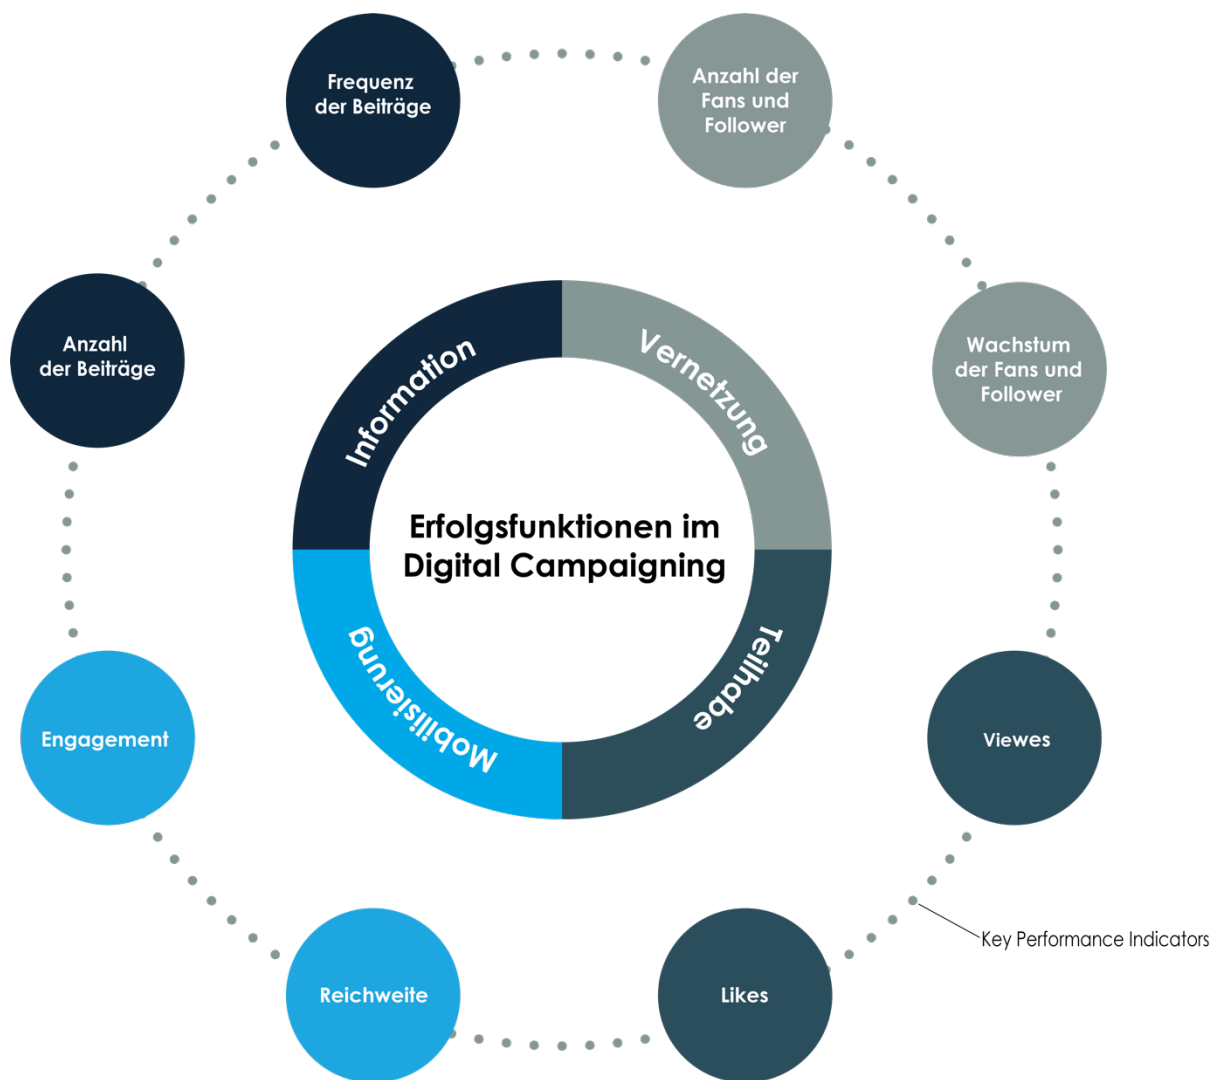 Frequenz
der Beiträge
Anzahl der
Fans und
Follower
Anzahl
der Beiträge
Wachstum
der Fans und
Follower
Information
Vernetzung
Erfolgsfunktionen im
Digital Campaigning
Mobilisierung
Teilhabe
Engagement
Viewes
Reichweite
Likes
Key Performance Indicators